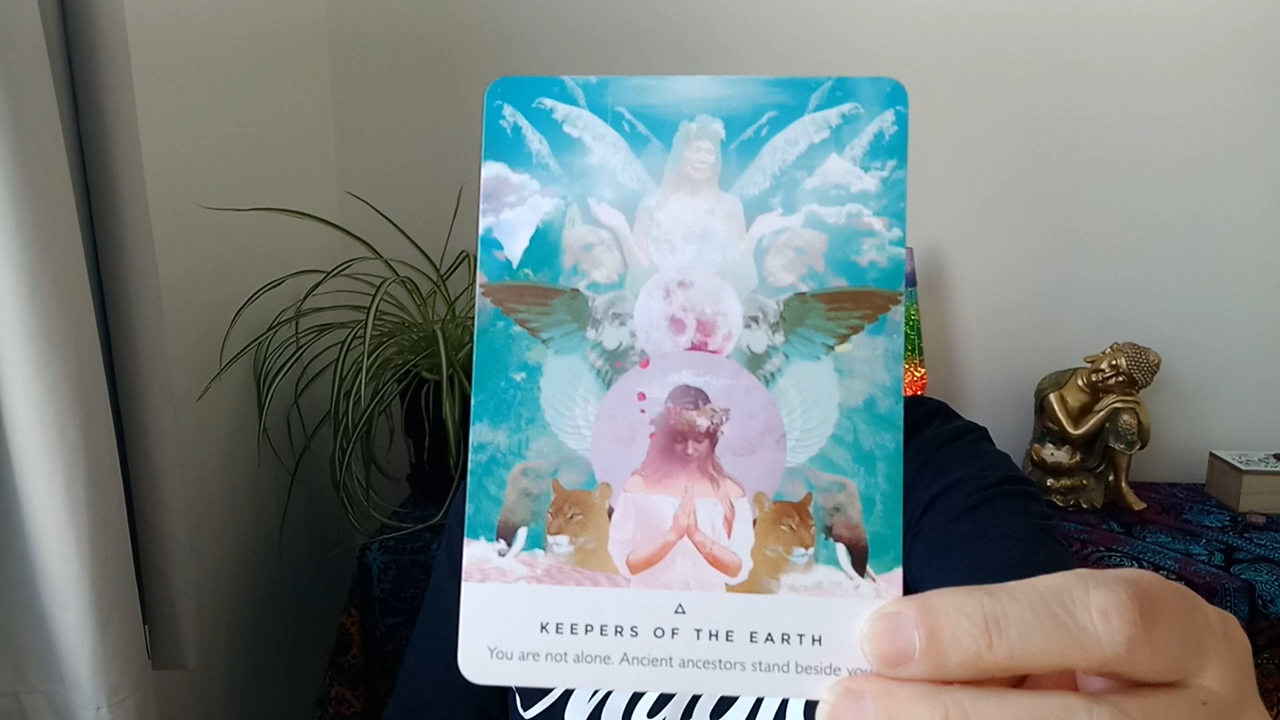 KEEPERS OF THE EARTH
You are not alone. Ancient ancestors stand beside